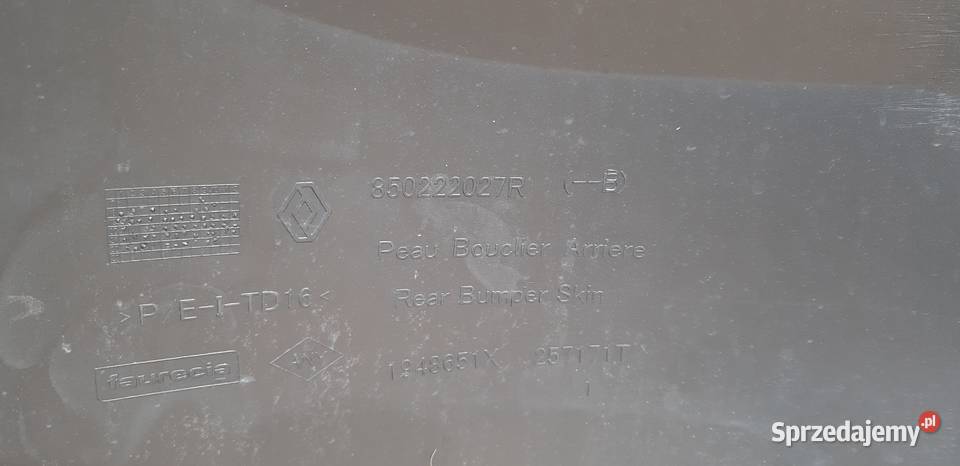 850222027R (--B)
Peau Bouclier Arriere
Rear Bumper Skin
>P/E-I-TD16<
faurecia
1948651X 257171T
Sprzedajemy.pl